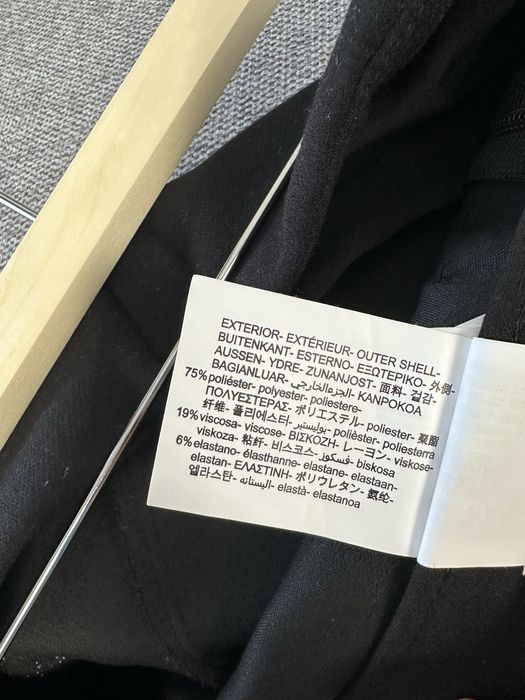 EXTERIOR- EXTÉRIEUR- OUTER SHELL-
BUITENKANT- ESTERNO- ΕΞΩΤΕΡΙΚΟ- 外側-
AUSSEN- YDRE- ZUNANJOST- 面料- 겉감-
BAGIANLUAR- الجزء الخارجي- KANPOKOA
75% poliéster- polyester- poliestere-
ΠΟΛΥΕΣΤΕΡΑΣ- ポリエステル- poliester- 聚酯
纤维- 폴리에스터- بوليستير- polièster- poliesterra
19% viscosa- viscose- ΒΙΣΚΟΖΗ- レーヨン- viskose-
viskoza- 粘纤- 비스코스- فسكوز- biskosa
6% elastano- élasthanne- elastane- elastaan-
elastan- ΕΛΑΣΤΙΝΗ- ポリウレタン- 氨纶-
엘라스탄- اليستانه- elastà- elastanoa